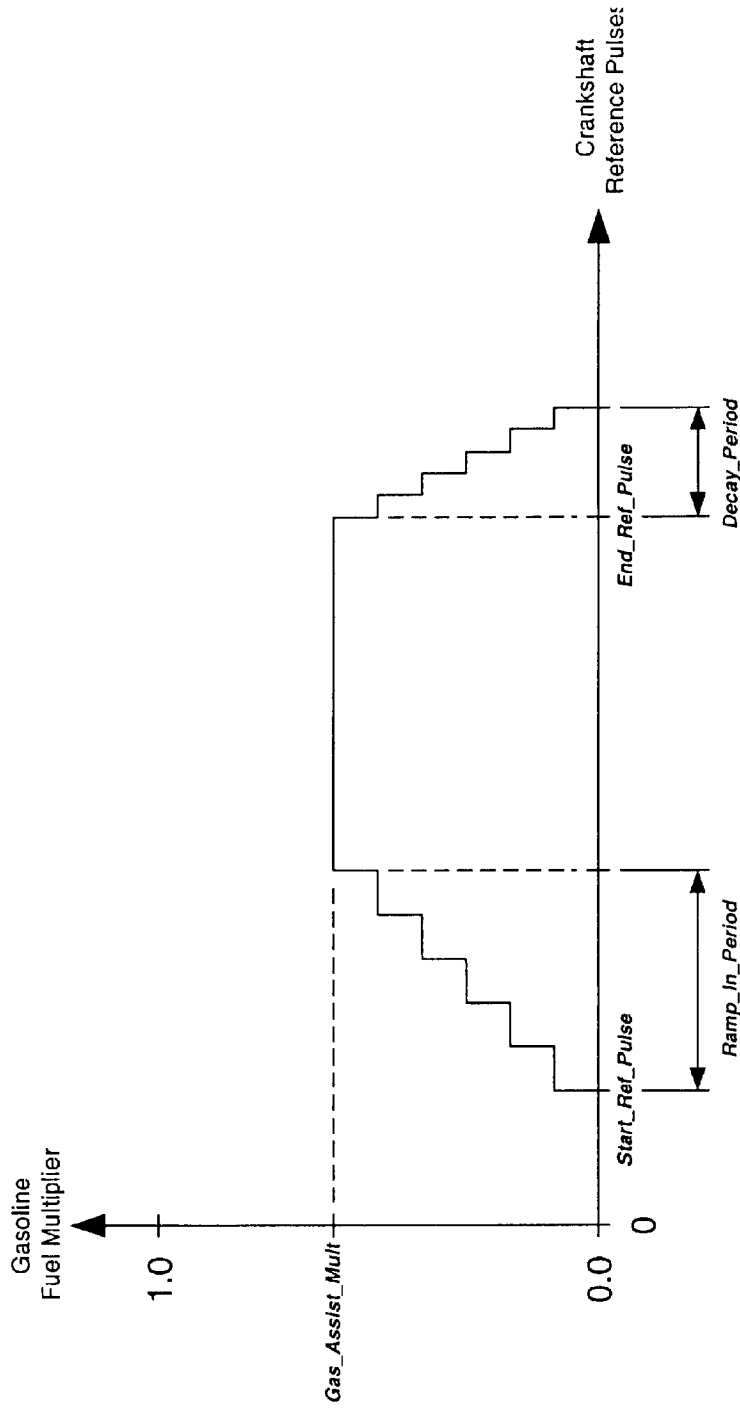 Gasoline
Fuel Multiplier
1.0
Gas_Assist_Mult
0.0
0
Start_Ref_Pulse
End_Ref_Pulse
Ramp_In_Period
Decay_Period
Crankshaft
Reference Pulses